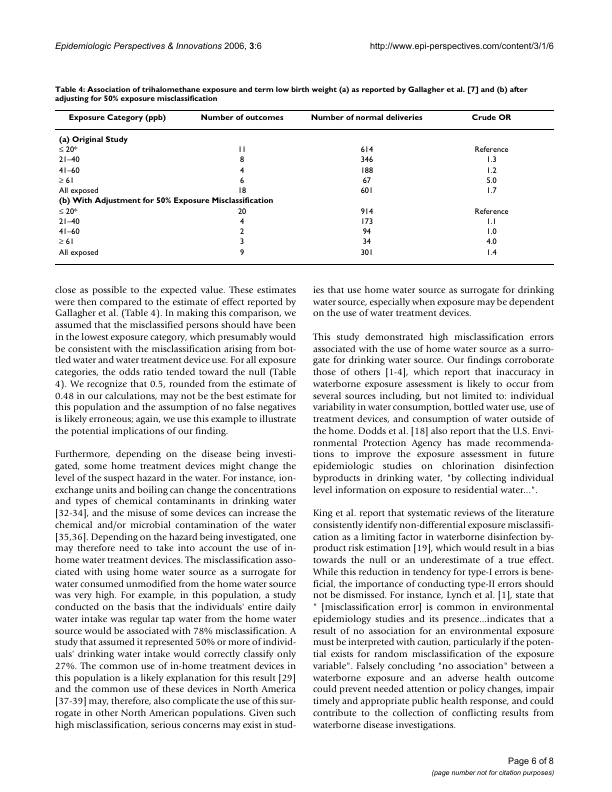 Epidemiologic Perspectives & Innovations 2006, 3:6
http://www.epi-perspectives.com/content/3/1/6
Table 4: Association of trihalomethane exposure and term low birth weight (a) as reported by Gallagher et al. [7] and (b) after
adjusting for 50% exposure misclassification
Exposure Category (ppb) Number of outcomes Number of normal deliveries Crude OR
(a) Original Study
≤ 20* 11 614 Reference
21–40 8 346 1.3
41–60 4 188 1.2
≥ 61 6 67 5.0
All exposed 18 601 1.7
(b) With Adjustment for 50% Exposure Misclassification
≤ 20* 20 914 Reference
21–40 4 173 1.1
41–60 2 94 1.0
≥ 61 3 34 4.0
All exposed 9 301 1.4
close as possible to the expected value. These estimates
were then compared to the estimate of effect reported by
Gallagher et al. (Table 4). In making this comparison, we
assumed that the misclassified persons should have been
in the lowest exposure category, which presumably would
be consistent with the misclassification arising from bot-
tled water and water treatment device use. For all exposure
categories, the odds ratio tended toward the null (Table
4). We recognize that 0.5, rounded from the estimate of
0.48 in our calculations, may not be the best estimate for
this population and the assumption of no false negatives
is likely erroneous; again, we use this example to illustrate
the potential implications of our finding.
Furthermore, depending on the disease being investi-
gated, some home treatment devices might change the
level of the suspect hazard in the water. For instance, ion-
exchange units and boiling can change the concentrations
and types of chemical contaminants in drinking water
[32-34], and the misuse of some devices can increase the
chemical and/or microbial contamination of the water
[35,36]. Depending on the hazard being investigated, one
may therefore need to take into account the use of in-
home water treatment devices. The misclassification asso-
ciated with using home water source as a surrogate for
water consumed unmodified from the home water source
was very high. For example, in this population, a study
conducted on the basis that the individuals' entire daily
water intake was regular tap water from the home water
source would be associated with 78% misclassification. A
study that assumed it represented 50% or more of individ-
uals' drinking water intake would correctly classify only
27%. The common use of in-home treatment devices in
this population is a likely explanation for this result [29]
and the common use of these devices in North America
[37-39] may, therefore, also complicate the use of this sur-
rogate in other North American populations. Given such
high misclassification, serious concerns may exist in stud-
ies that use home water source as surrogate for drinking
water source, especially when exposure may be dependent
on the use of water treatment devices.
This study demonstrated high misclassification errors
associated with the use of home water source as a surro-
gate for drinking water source. Our findings corroborate
those of others [1-4], which report that inaccuracy in
waterborne exposure assessment is likely to occur from
several sources including, but not limited to: individual
variability in water consumption, bottled water use, use of
treatment devices, and consumption of water outside of
the home. Dodds et al. [18] also report that the U.S. Envi-
ronmental Protection Agency has made recommenda-
tions to improve the exposure assessment in future
epidemiologic studies on chlorination disinfection
byproducts in drinking water, "by collecting individual
level information on exposure to residential water...".
King et al. report that systematic reviews of the literature
consistently identify non-differential exposure misclassifi-
cation as a limiting factor in waterborne disinfection by-
product risk estimation [19], which would result in a bias
towards the null or an underestimate of a true effect.
While this reduction in tendency for type-I errors is bene-
ficial, the importance of conducting type-II errors should
not be dismissed. For instance, Lynch et al. [1], state that
" [misclassification error] is common in environmental
epidemiology studies and its presence...indicates that a
result of no association for an environmental exposure
must be interpreted with caution, particularly if the poten-
tial exists for random misclassification of the exposure
variable". Falsely concluding "no association" between a
waterborne exposure and an adverse health outcome
could prevent needed attention or policy changes, impair
timely and appropriate public health response, and could
contribute to the collection of conflicting results from
waterborne disease investigations.
Page 6 of 8
(page number not for citation purposes)